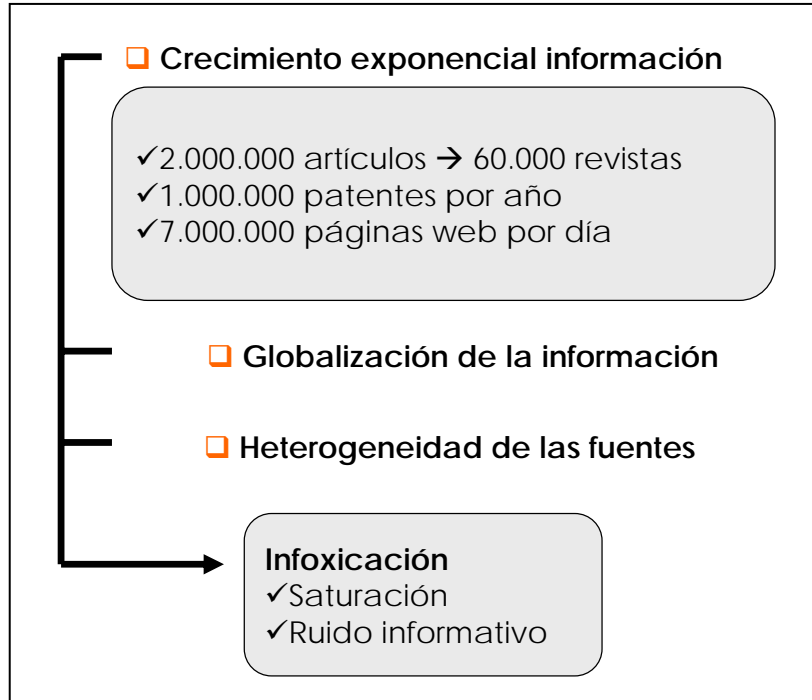 ❑ Crecimiento exponencial información
✓2.000.000 artículos → 60.000 revistas
✓1.000.000 patentes por año
✓7.000.000 páginas web por día
❑ Globalización de la información
❑ Heterogeneidad de las fuentes
Infoxicación
✓Saturación
✓Ruido informativo